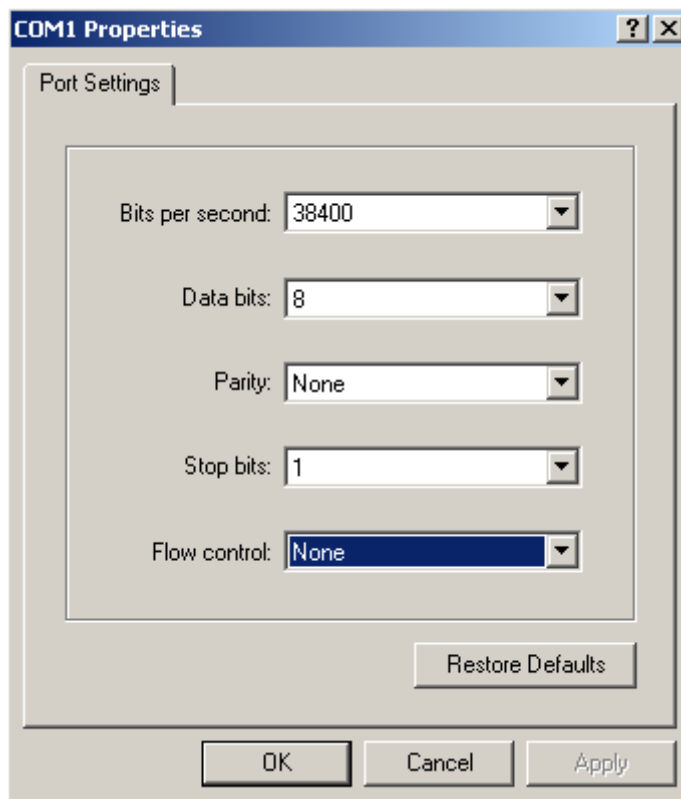 COM1 Properties
Port Settings
Bits per second: 38400
Data bits: 8
Parity: None
Stop bits: 1
Flow control: None
Restore Defaults
OK Cancel Apply